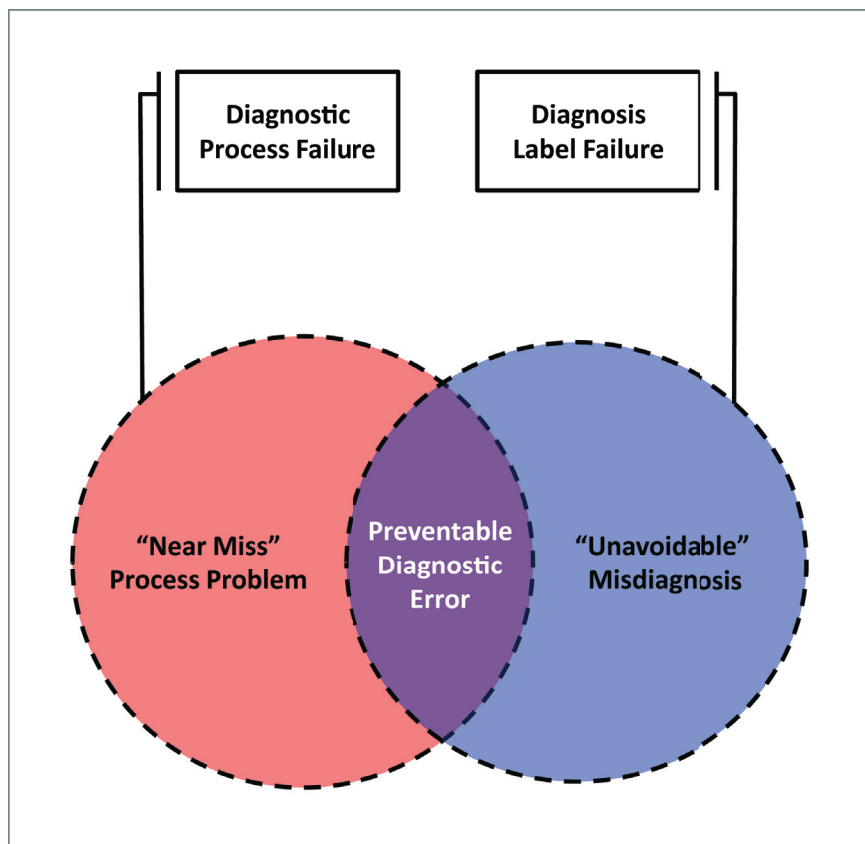 Diagnostic
Process Failure
Diagnosis
Label Failure
“Near Miss”
Process Problem
Preventable
Diagnostic
Error
“Unavoidable”
Misdiagnosis